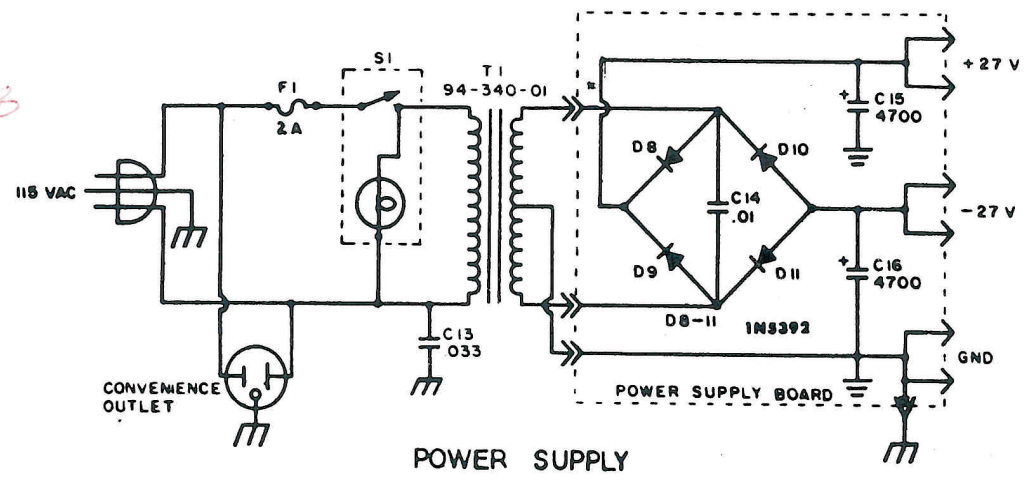 S1
T1
94-340-01
F1
2A
115 VAC
+27 V
+
C15
4700
D8
D10
C14
.01
-27 V
D9
D11
+
C16
4700
D8-11
1N5392
C13
.033
GND
CONVENIENCE
OUTLET
POWER SUPPLY BOARD
POWER SUPPLY